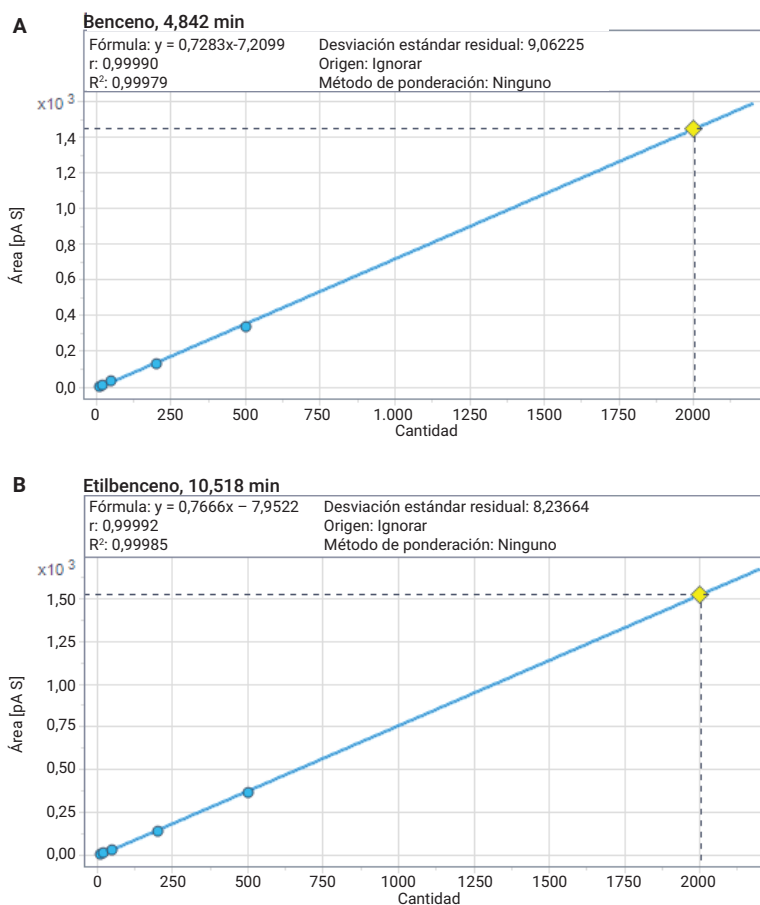 A
Benceno, 4,842 min
Fórmula: y = 0,7283x-7,2099 Desviación estándar residual: 9,06225
r: 0,99990 Origen: Ignorar
R²: 0,99979 Método de ponderación: Ninguno
x10 3
1,4
1,2
1,0
0,8
0,6
0,4
0,2
0,0
Área [pA S]
0 250 500 750 1.000 1250 1500 1750 2000
Cantidad
B
Etilbenceno, 10,518 min
Fórmula: y = 0,7666x – 7,9522 Desviación estándar residual: 8,23664
r: 0,99992 Origen: Ignorar
R²: 0,99985 Método de ponderación: Ninguno
x10 3
1,50
1,25
1,00
0,75
0,50
0,25
0,00
Área [pA S]
0 250 500 750 1000 1250 1500 1750 2000
Cantidad